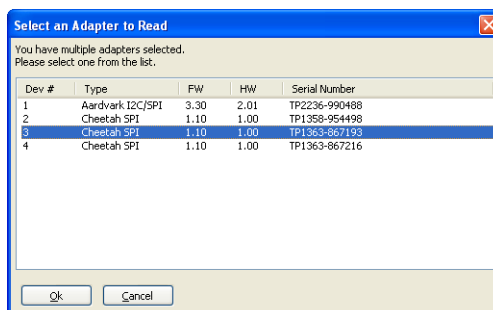 Select an Adapter to Read
You have multiple adapters selected.
Please select one from the list.
Dev # Type FW HW Serial Number
1 Aardvark I2C/SPI 3.30 2.01 TP2236-990488
2 Cheetah SPI 1.10 1.00 TP1358-954498
3 Cheetah SPI 1.10 1.00 TP1363-867193
4 Cheetah SPI 1.10 1.00 TP1363-867216
Ok Cancel